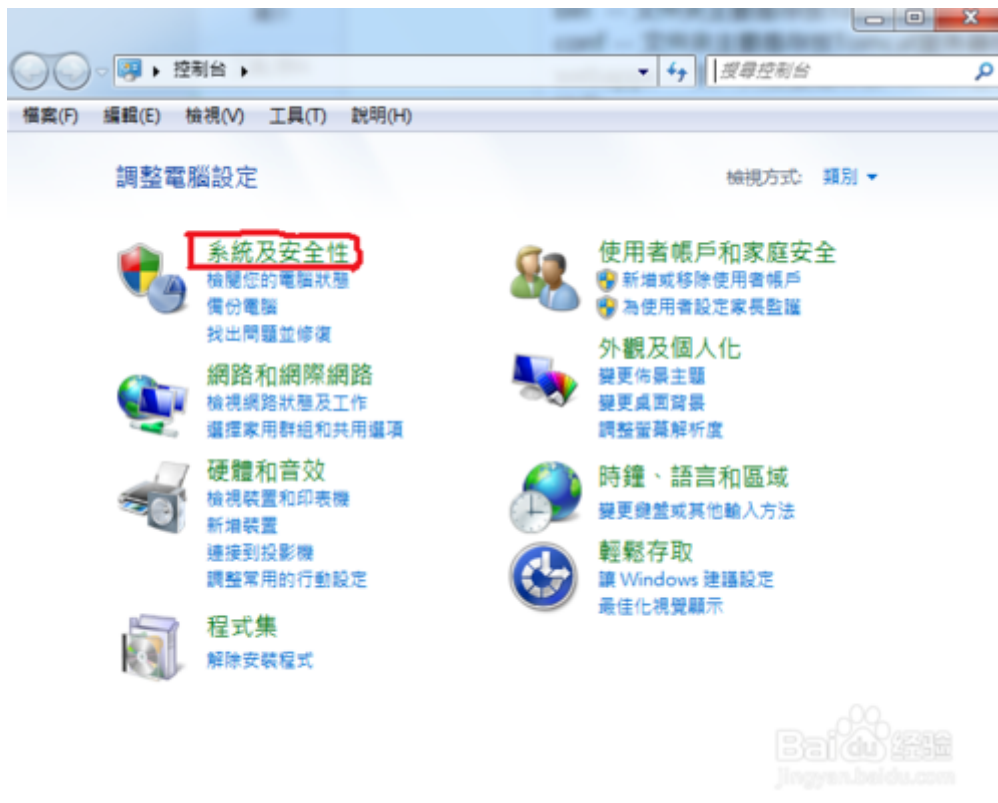 控制台
搜尋控制台
檔案(F) 編輯(E) 檢視(V) 工具(T) 說明(H)
調整電腦設定
檢視方式: 類別
系統及安全性
檢閱您的電腦狀態
備份電腦
找出問題並修復
網路和網際網路
檢視網路狀態及工作
選擇家用群組和共用選項
硬體和音效
檢視裝置和印表機
新增裝置
連接到投影機
調整常用的行動設定
程式集
解除安裝程式
使用者帳戶和家庭安全
新增或移除使用者帳戶
為使用者設定家長監護
外觀及個人化
變更佈景主題
變更桌面背景
調整螢幕解析度
時鐘、語言和區域
變更鍵盤或其他輸入方法
輕鬆存取
讓 Windows 建議設定
最佳化視覺顯示
Baidu 经验
jingyan.baidu.com